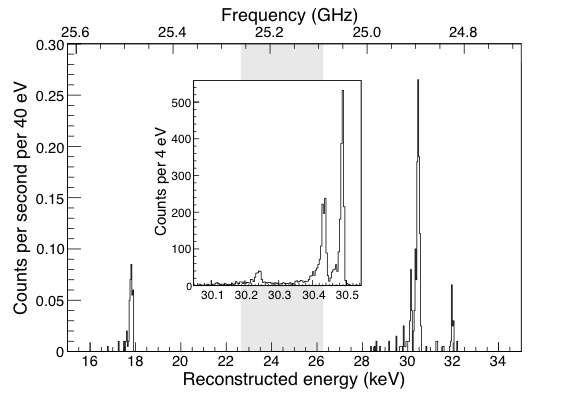 Frequency (GHz)
25.6 25.4 25.2 25.0 24.8
0.30
0.25
0.20
0.15
0.10
0.05
0
Counts per second per 40 eV
500
400
300
200
100
0
Counts per 4 eV
30.1 30.2 30.3 30.4 30.5
16 18 20 22 24 26 28 30 32 34
Reconstructed energy (keV)